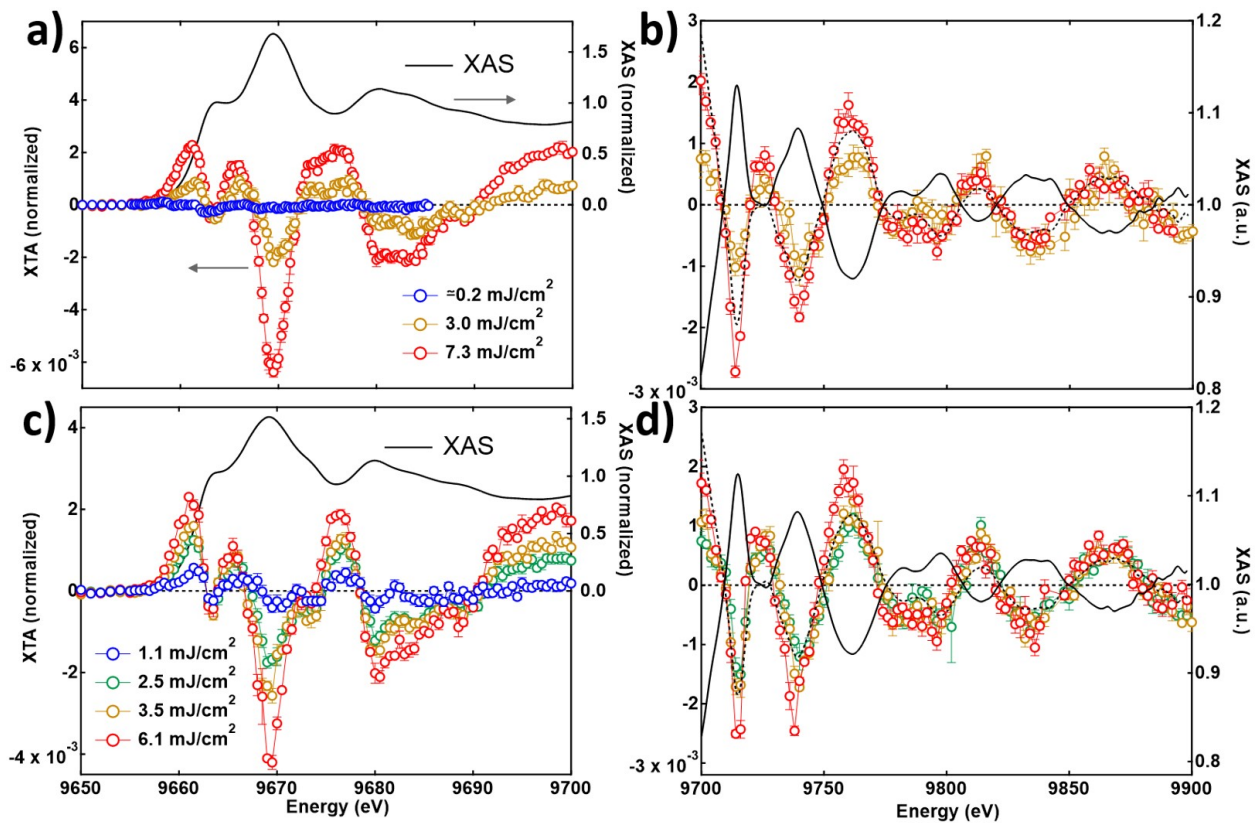 a)
XTA (normalized)
6
4
2
0
-2
-4
-6 x 10⁻³
XAS
1.5
1.0
0.5
0.0
XAS (normalized)
≃0.2 mJ/cm²
3.0 mJ/cm²
7.3 mJ/cm²
b)
3
2
1
0
-1
-2
-3 x 10⁻³
1.2
1.1
1.0
0.9
0.8
XAS (a.u.)
c)
XTA (normalized)
4
2
0
-2
-4 x 10⁻³
XAS
1.5
1.0
0.5
0.0
XAS (normalized)
1.1 mJ/cm²
2.5 mJ/cm²
3.5 mJ/cm²
6.1 mJ/cm²
9650 9660 9670 9680 9690 9700
Energy (eV)
d)
3
2
1
0
-1
-2
-3 x 10⁻³
1.2
1.1
1.0
0.9
0.8
XAS (a.u.)
9700 9750 9800 9850 9900
Energy (eV)